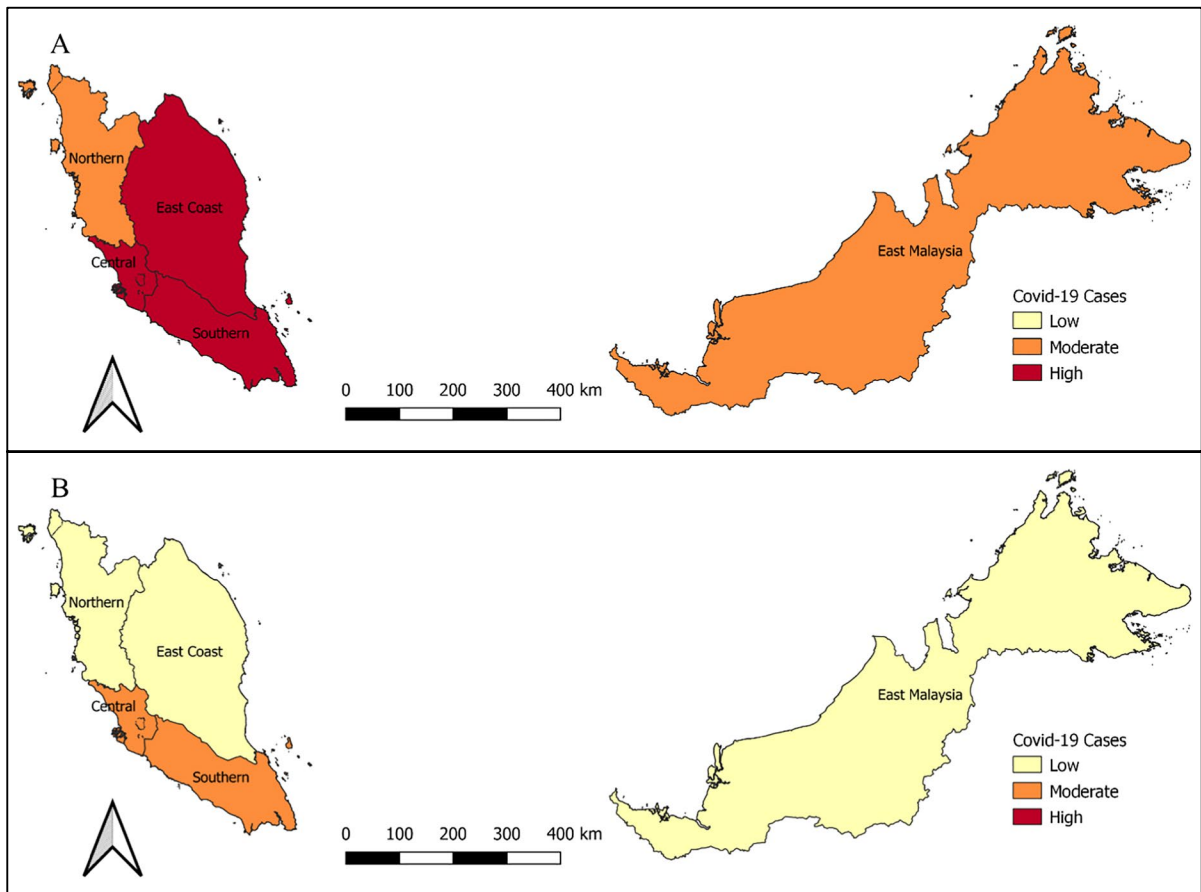 A
Northern
East Coast
Central
Southern
East Malaysia
Covid-19 Cases
Low
Moderate
High
0 100 200 300 400 km
B
Northern
East Coast
Central
Southern
East Malaysia
Covid-19 Cases
Low
Moderate
High
0 100 200 300 400 km